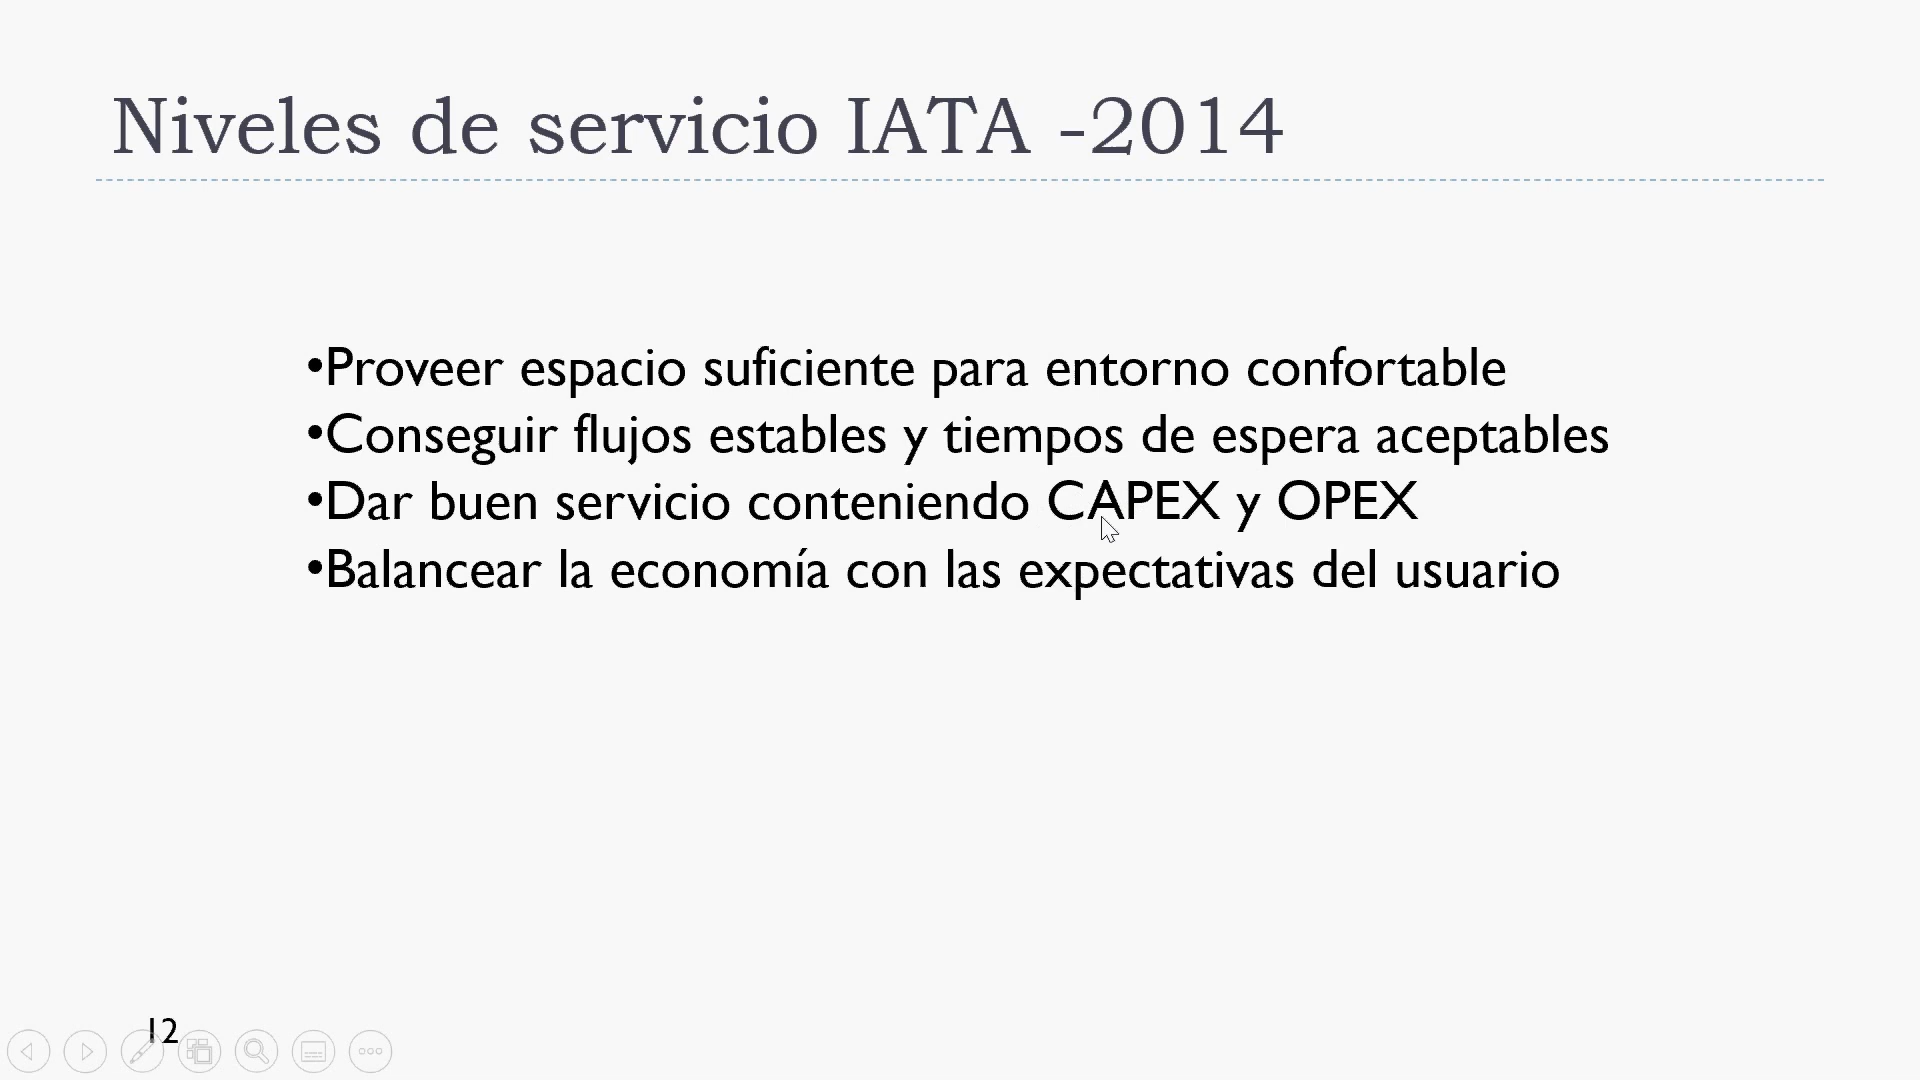 Niveles de servicio IATA -2014
•Proveer espacio suficiente para entorno confortable
•Conseguir flujos estables y tiempos de espera aceptables
•Dar buen servicio conteniendo CAPEX y OPEX
•Balancear la economía con las expectativas del usuario
12